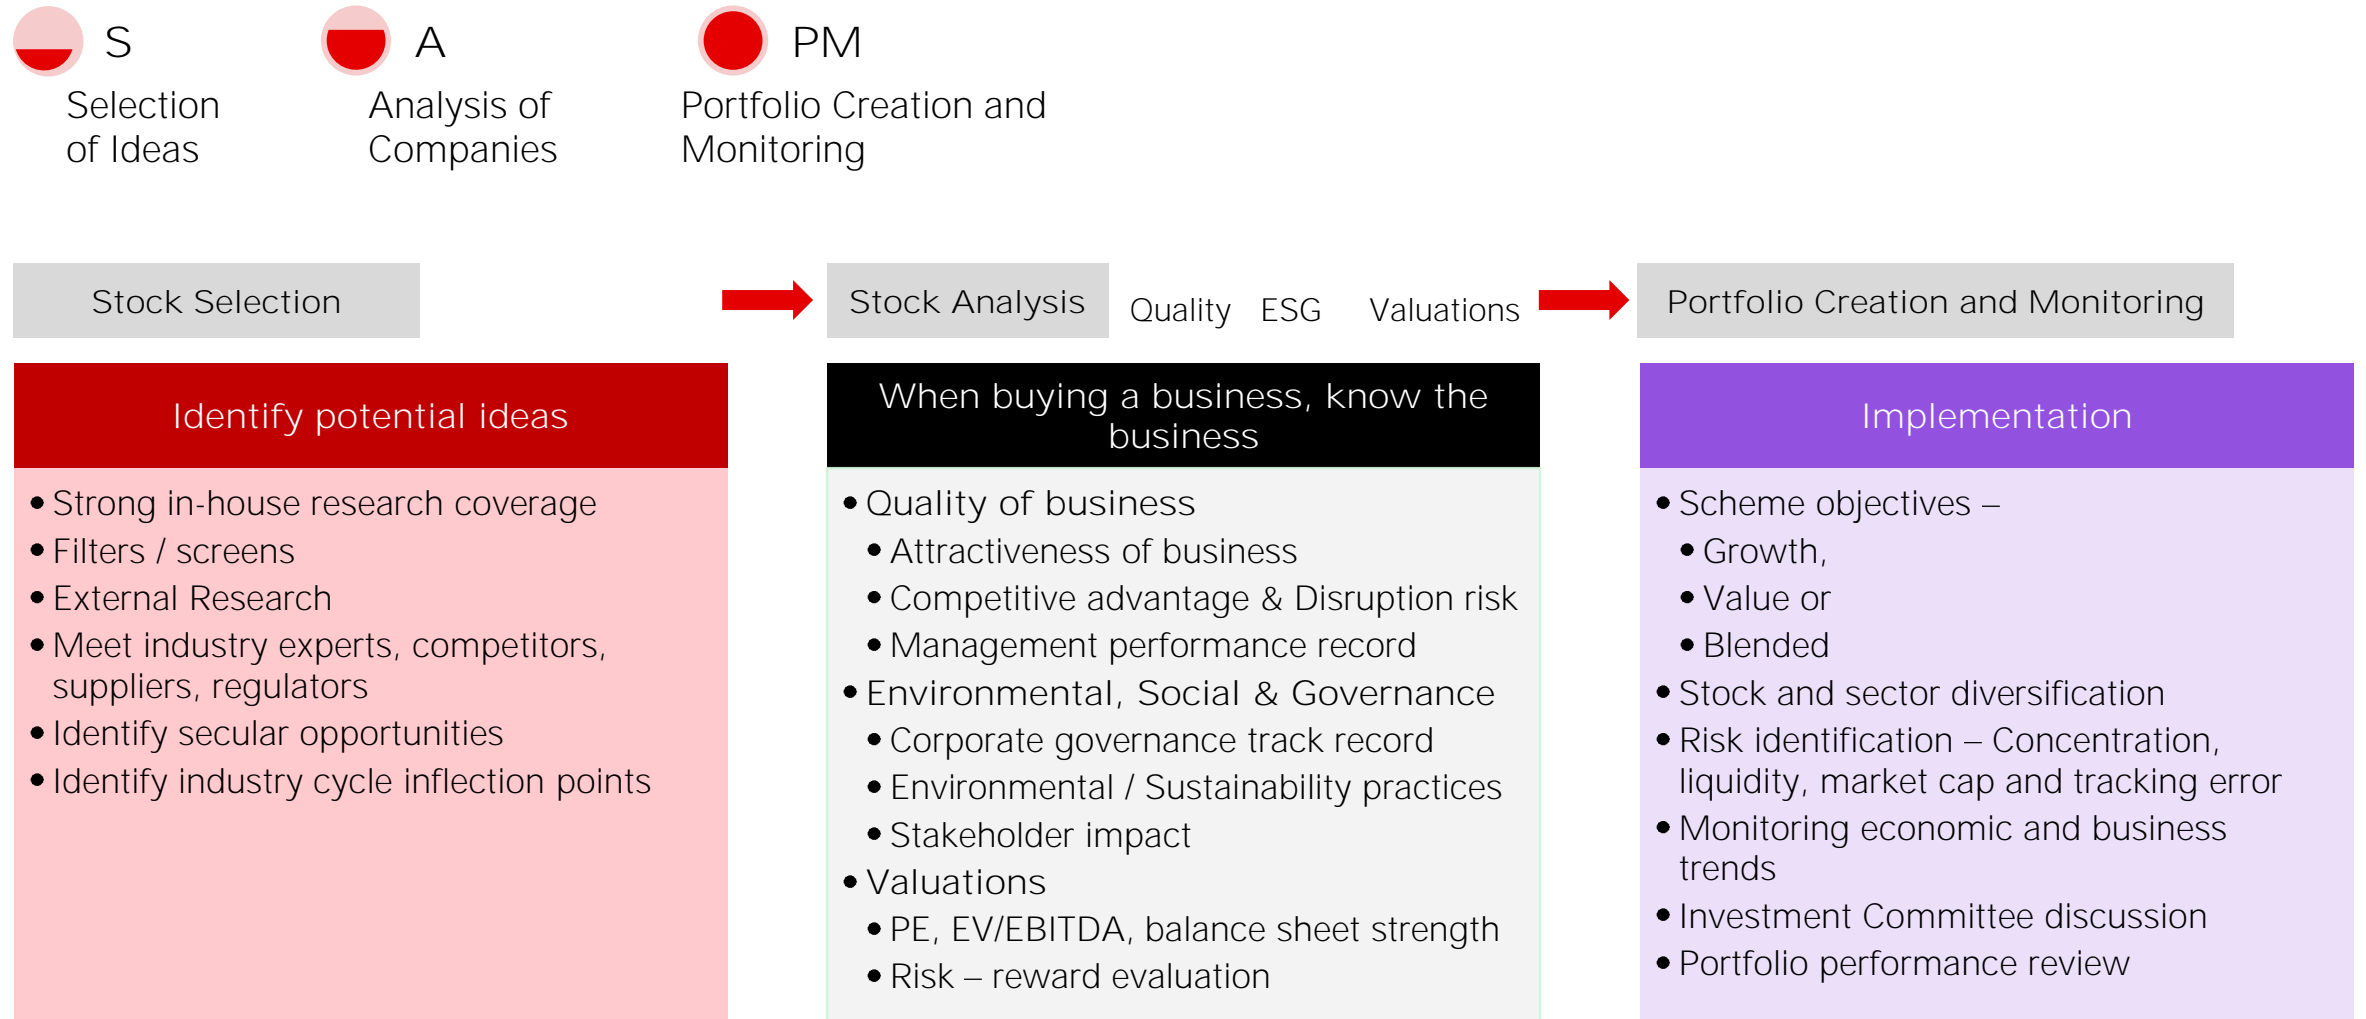 S
Selection
of Ideas
A
Analysis of
Companies
PM
Portfolio Creation and
Monitoring
Stock Selection
Stock Analysis
Quality
ESG
Valuations
Portfolio Creation and Monitoring
Identify potential ideas
• Strong in-house research coverage
• Filters / screens
• External Research
• Meet industry experts, competitors,
suppliers, regulators
• Identify secular opportunities
• Identify industry cycle inflection points
When buying a business, know the
business
• Quality of business
• Attractiveness of business
• Competitive advantage & Disruption risk
• Management performance record
• Environmental, Social & Governance
• Corporate governance track record
• Environmental / Sustainability practices
• Stakeholder impact
• Valuations
• PE, EV/EBITDA, balance sheet strength
• Risk – reward evaluation
Implementation
• Scheme objectives –
• Growth,
• Value or
• Blended
• Stock and sector diversification
• Risk identification – Concentration,
liquidity, market cap and tracking error
• Monitoring economic and business
trends
• Investment Committee discussion
• Portfolio performance review